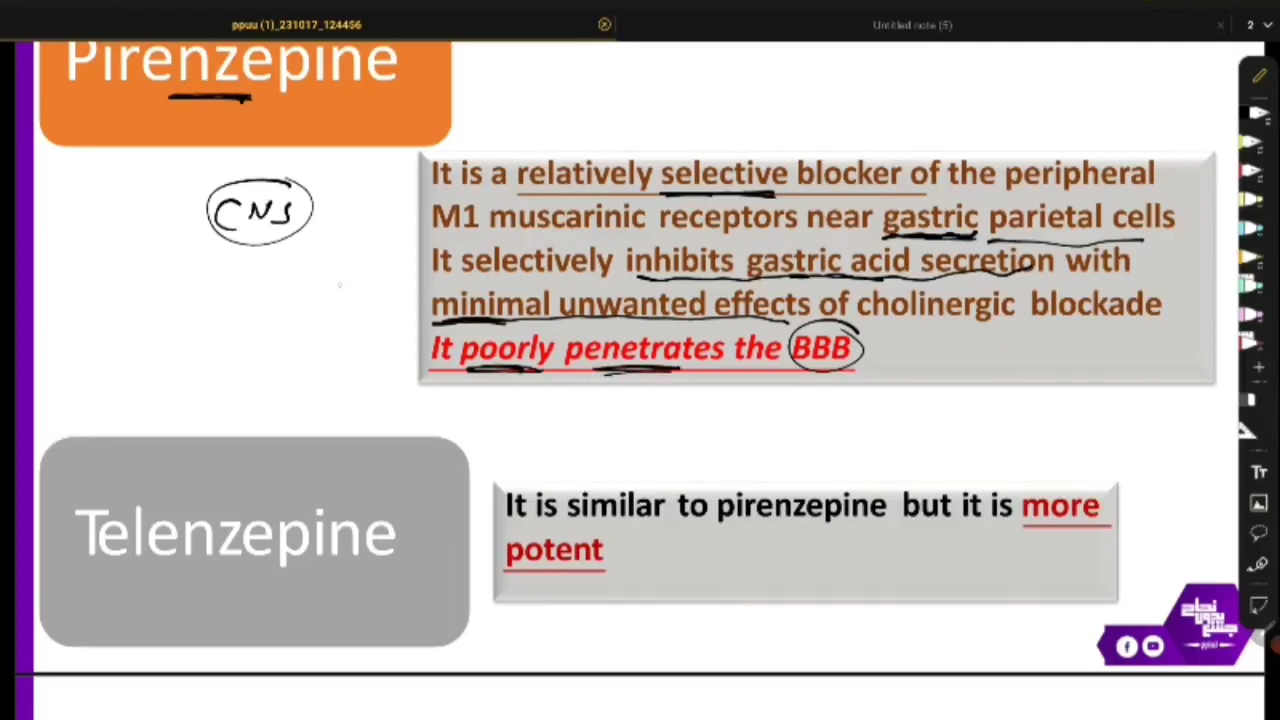 ppuu (1)_231017_124456
Untitled note (5)
2
Pirenzepine
CNS
It is a relatively selective blocker of the peripheral
M1 muscarinic receptors near gastric parietal cells
It selectively inhibits gastric acid secretion with
minimal unwanted effects of cholinergic blockade
It poorly penetrates the BBB
Telenzepine
It is similar to pirenzepine but it is more
potent
Tт